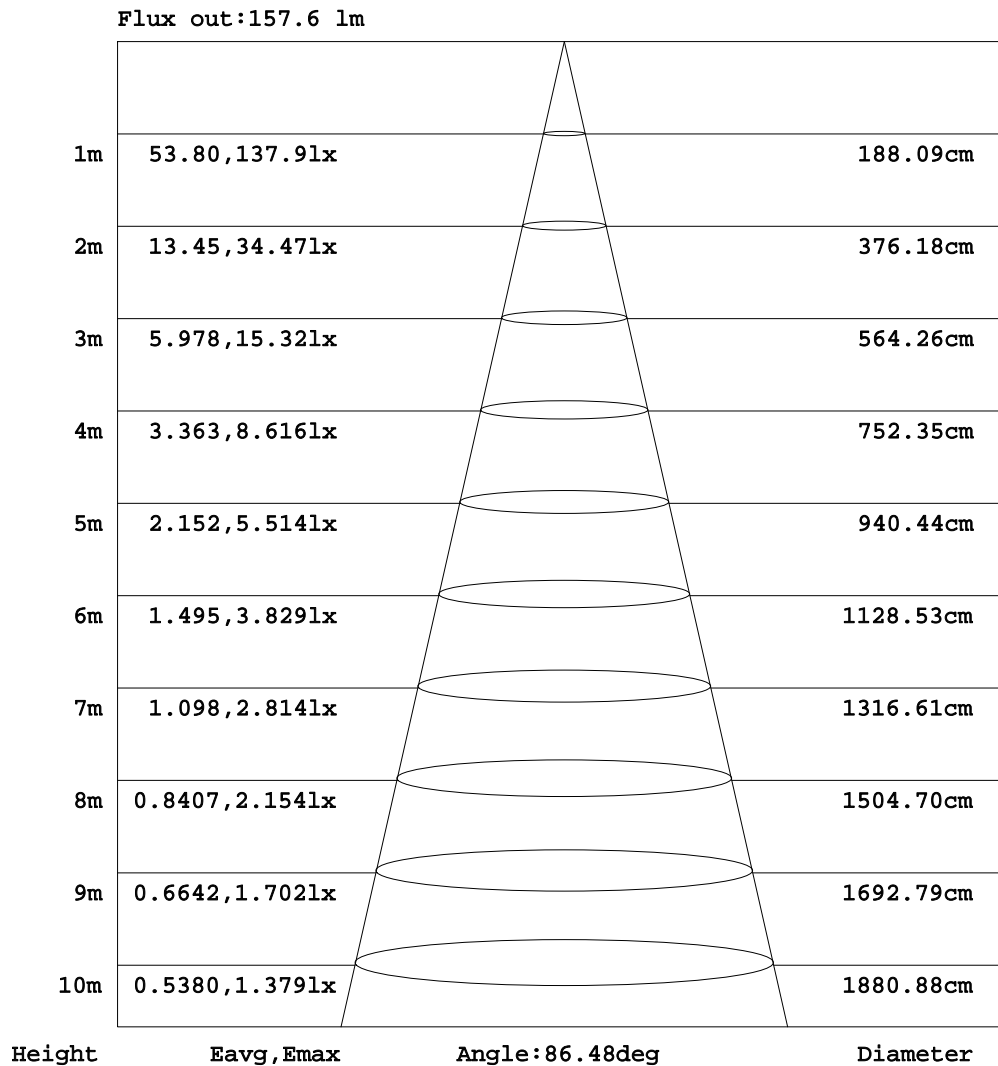 Flux out:157.6 lm
1m 53.80,137.9lx 188.09cm
2m 13.45,34.47lx 376.18cm
3m 5.978,15.32lx 564.26cm
4m 3.363,8.616lx 752.35cm
5m 2.152,5.514lx 940.44cm
6m 1.495,3.829lx 1128.53cm
7m 1.098,2.814lx 1316.61cm
8m 0.8407,2.154lx 1504.70cm
9m 0.6642,1.702lx 1692.79cm
10m 0.5380,1.379lx 1880.88cm
Height Eavg,Emax Angle:86.48deg Diameter